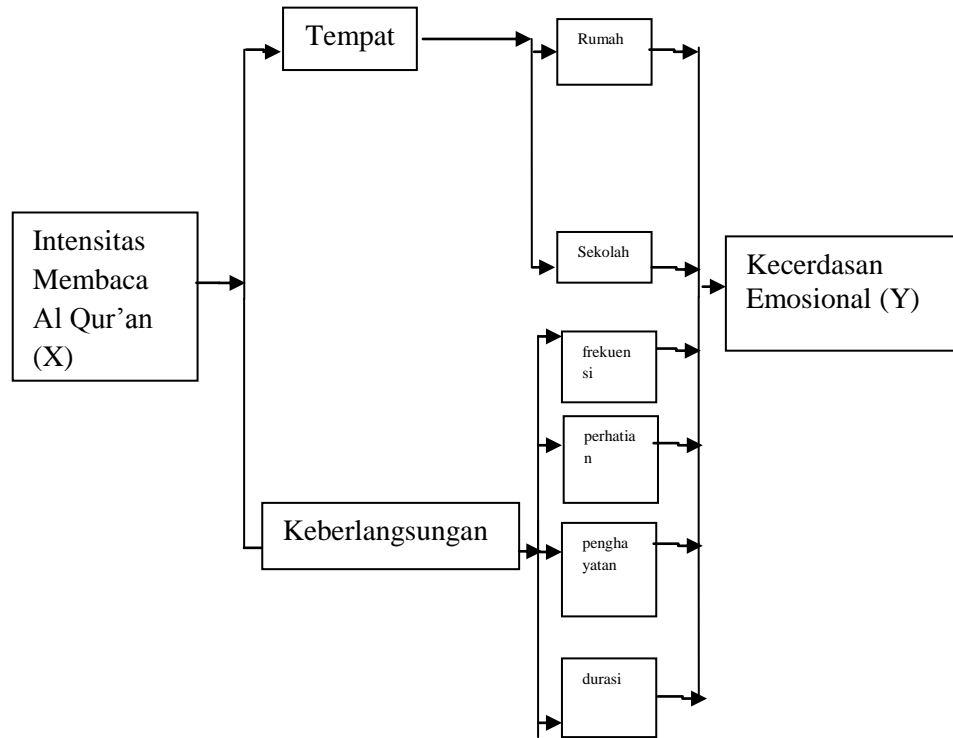 Tempat
Rumah
Intensitas
Membaca
Al Qur’an
(X)
Sekolah
Kecerdasan
Emosional (Y)
frekuen
si
perhatia
n
Keberlangsungan
pengha
yatan
durasi